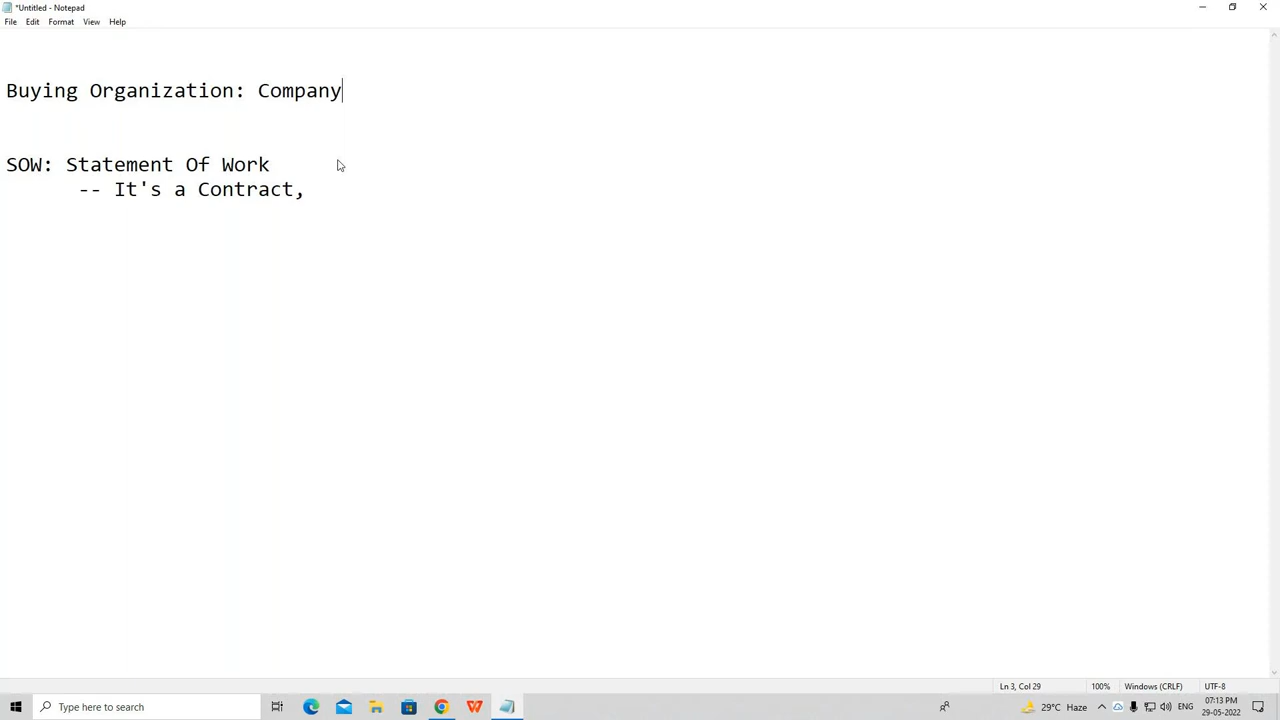 *Untitled - Notepad
File Edit Format View Help
Buying Organization: Company
SOW: Statement Of Work
-- It's a Contract,
Ln 3, Col 29 100% Windows (CRLF) UTF-8
Type here to search
29°C Haze ENG
07:13 PM
29-05-2022